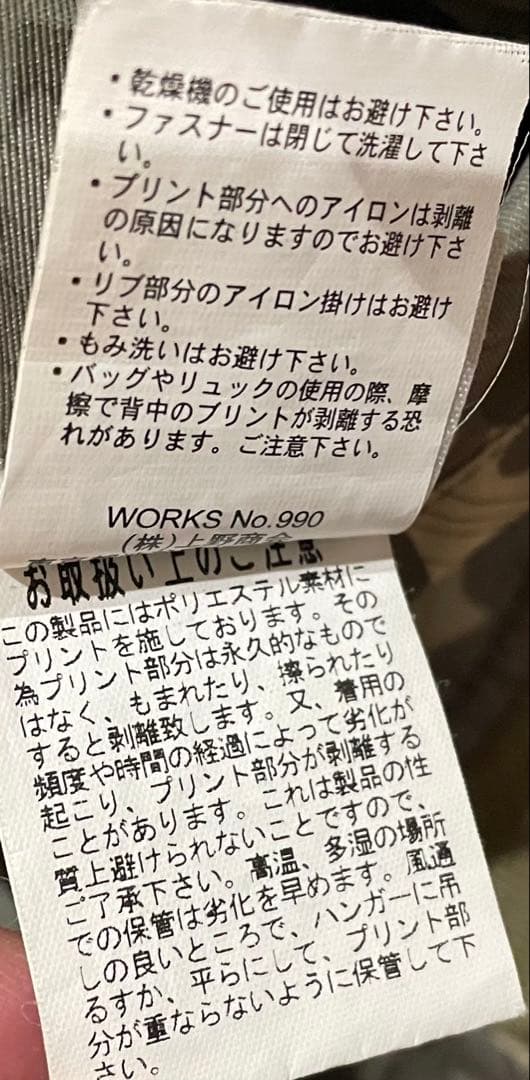 ・乾燥機のご使用はお避け下さい。
・ファスナーは閉じて洗濯して下さ
い。
・プリント部分へのアイロンは剥離
の原因になりますのでお避け下さ
い。
・リブ部分のアイロン掛けはお避け
下さい。
・もみ洗いはお避け下さい。
・バッグやリュックの使用の際、摩
擦で背中のプリントが剥離する恐
れがあります。ご注意下さい。
WORKS No.990
(株)上野商会
お取扱い上のご注意
この製品にはポリエステル素材に
プリントを施しております。その
為プリント部分は永久的なもので
はなく、もまれたり、擦られたり
すると剥離致します。又、着用の
頻度や時間の経過によって劣化が
起こり、プリント部分が剥離する
ことがあります。これは製品の性
質上避けられないことですので、
ご了承下さい。高温、多湿の場所
での保管は劣化を早めます。風通
しの良いところで、ハンガーに吊
るすか、平らにして、プリント部
分が重ならないように保管して下
さい。